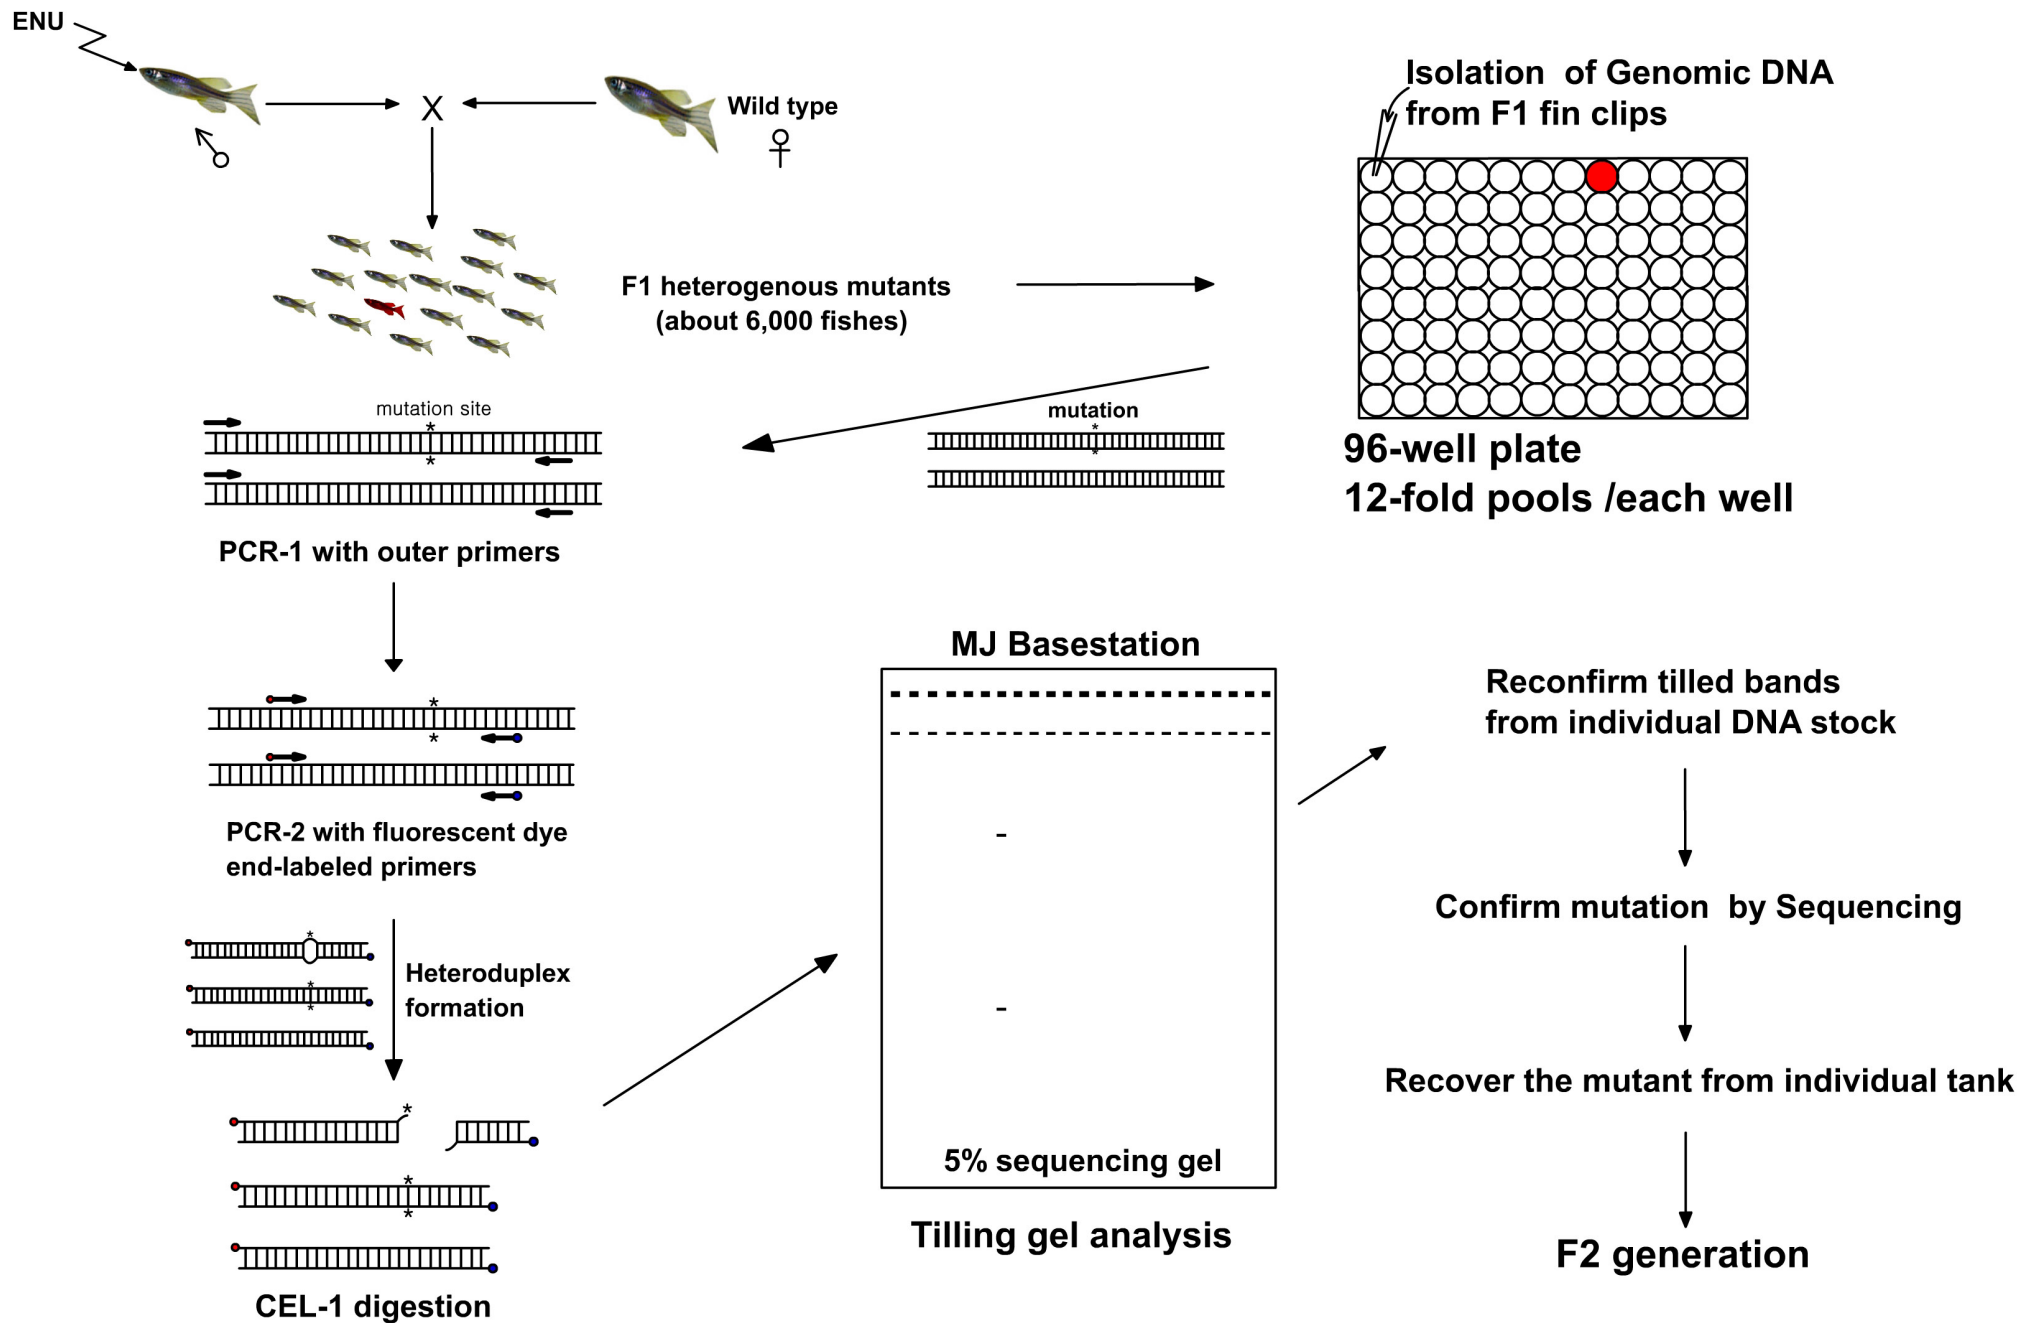 ENU
X
Wild type
F1 heterogenous mutants
(about 6,000 fishes)
Isolation  of Genomic DNA
from F1 fin clips
96-well plate
12-fold pools /each well
mutation
*
*
mutation site
*
*
PCR-1 with outer primers
*
*
PCR-2 with fluorescent dye
end-labeled primers
*
*
*
Heteroduplex
formation
*
*
*
CEL-1 digestion
MJ Basestation
5% sequencing gel
Tilling gel analysis
Reconfirm tilled bands
from individual DNA stock
Confirm mutation  by Sequencing
Recover the mutant from individual tank
F2 generation